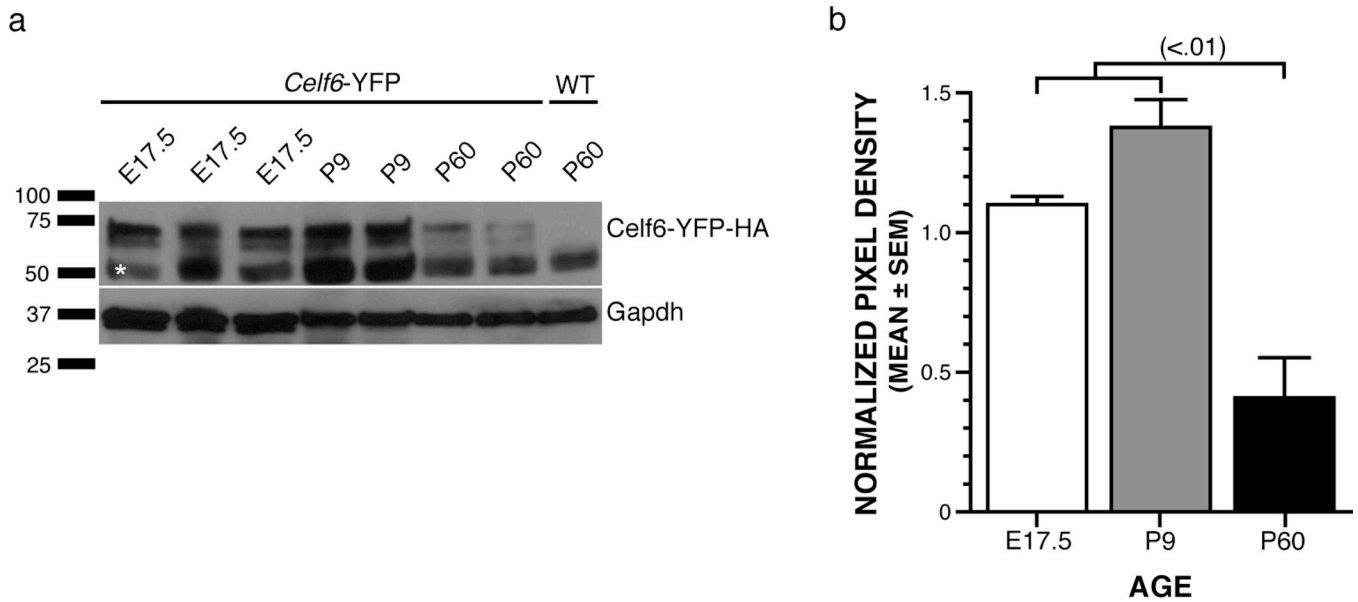 a
Celf6-YFP
WT
E17.5
E17.5
E17.5
P9
P9
P60
P60
P60
100
75
50
37
25
*
Celf6-YFP-HA
Gapdh
b
(<.01)
NORMALIZED PIXEL DENSITY
(MEAN ± SEM)
1.5
1.0
0.5
0
E17.5
P9
P60
AGE